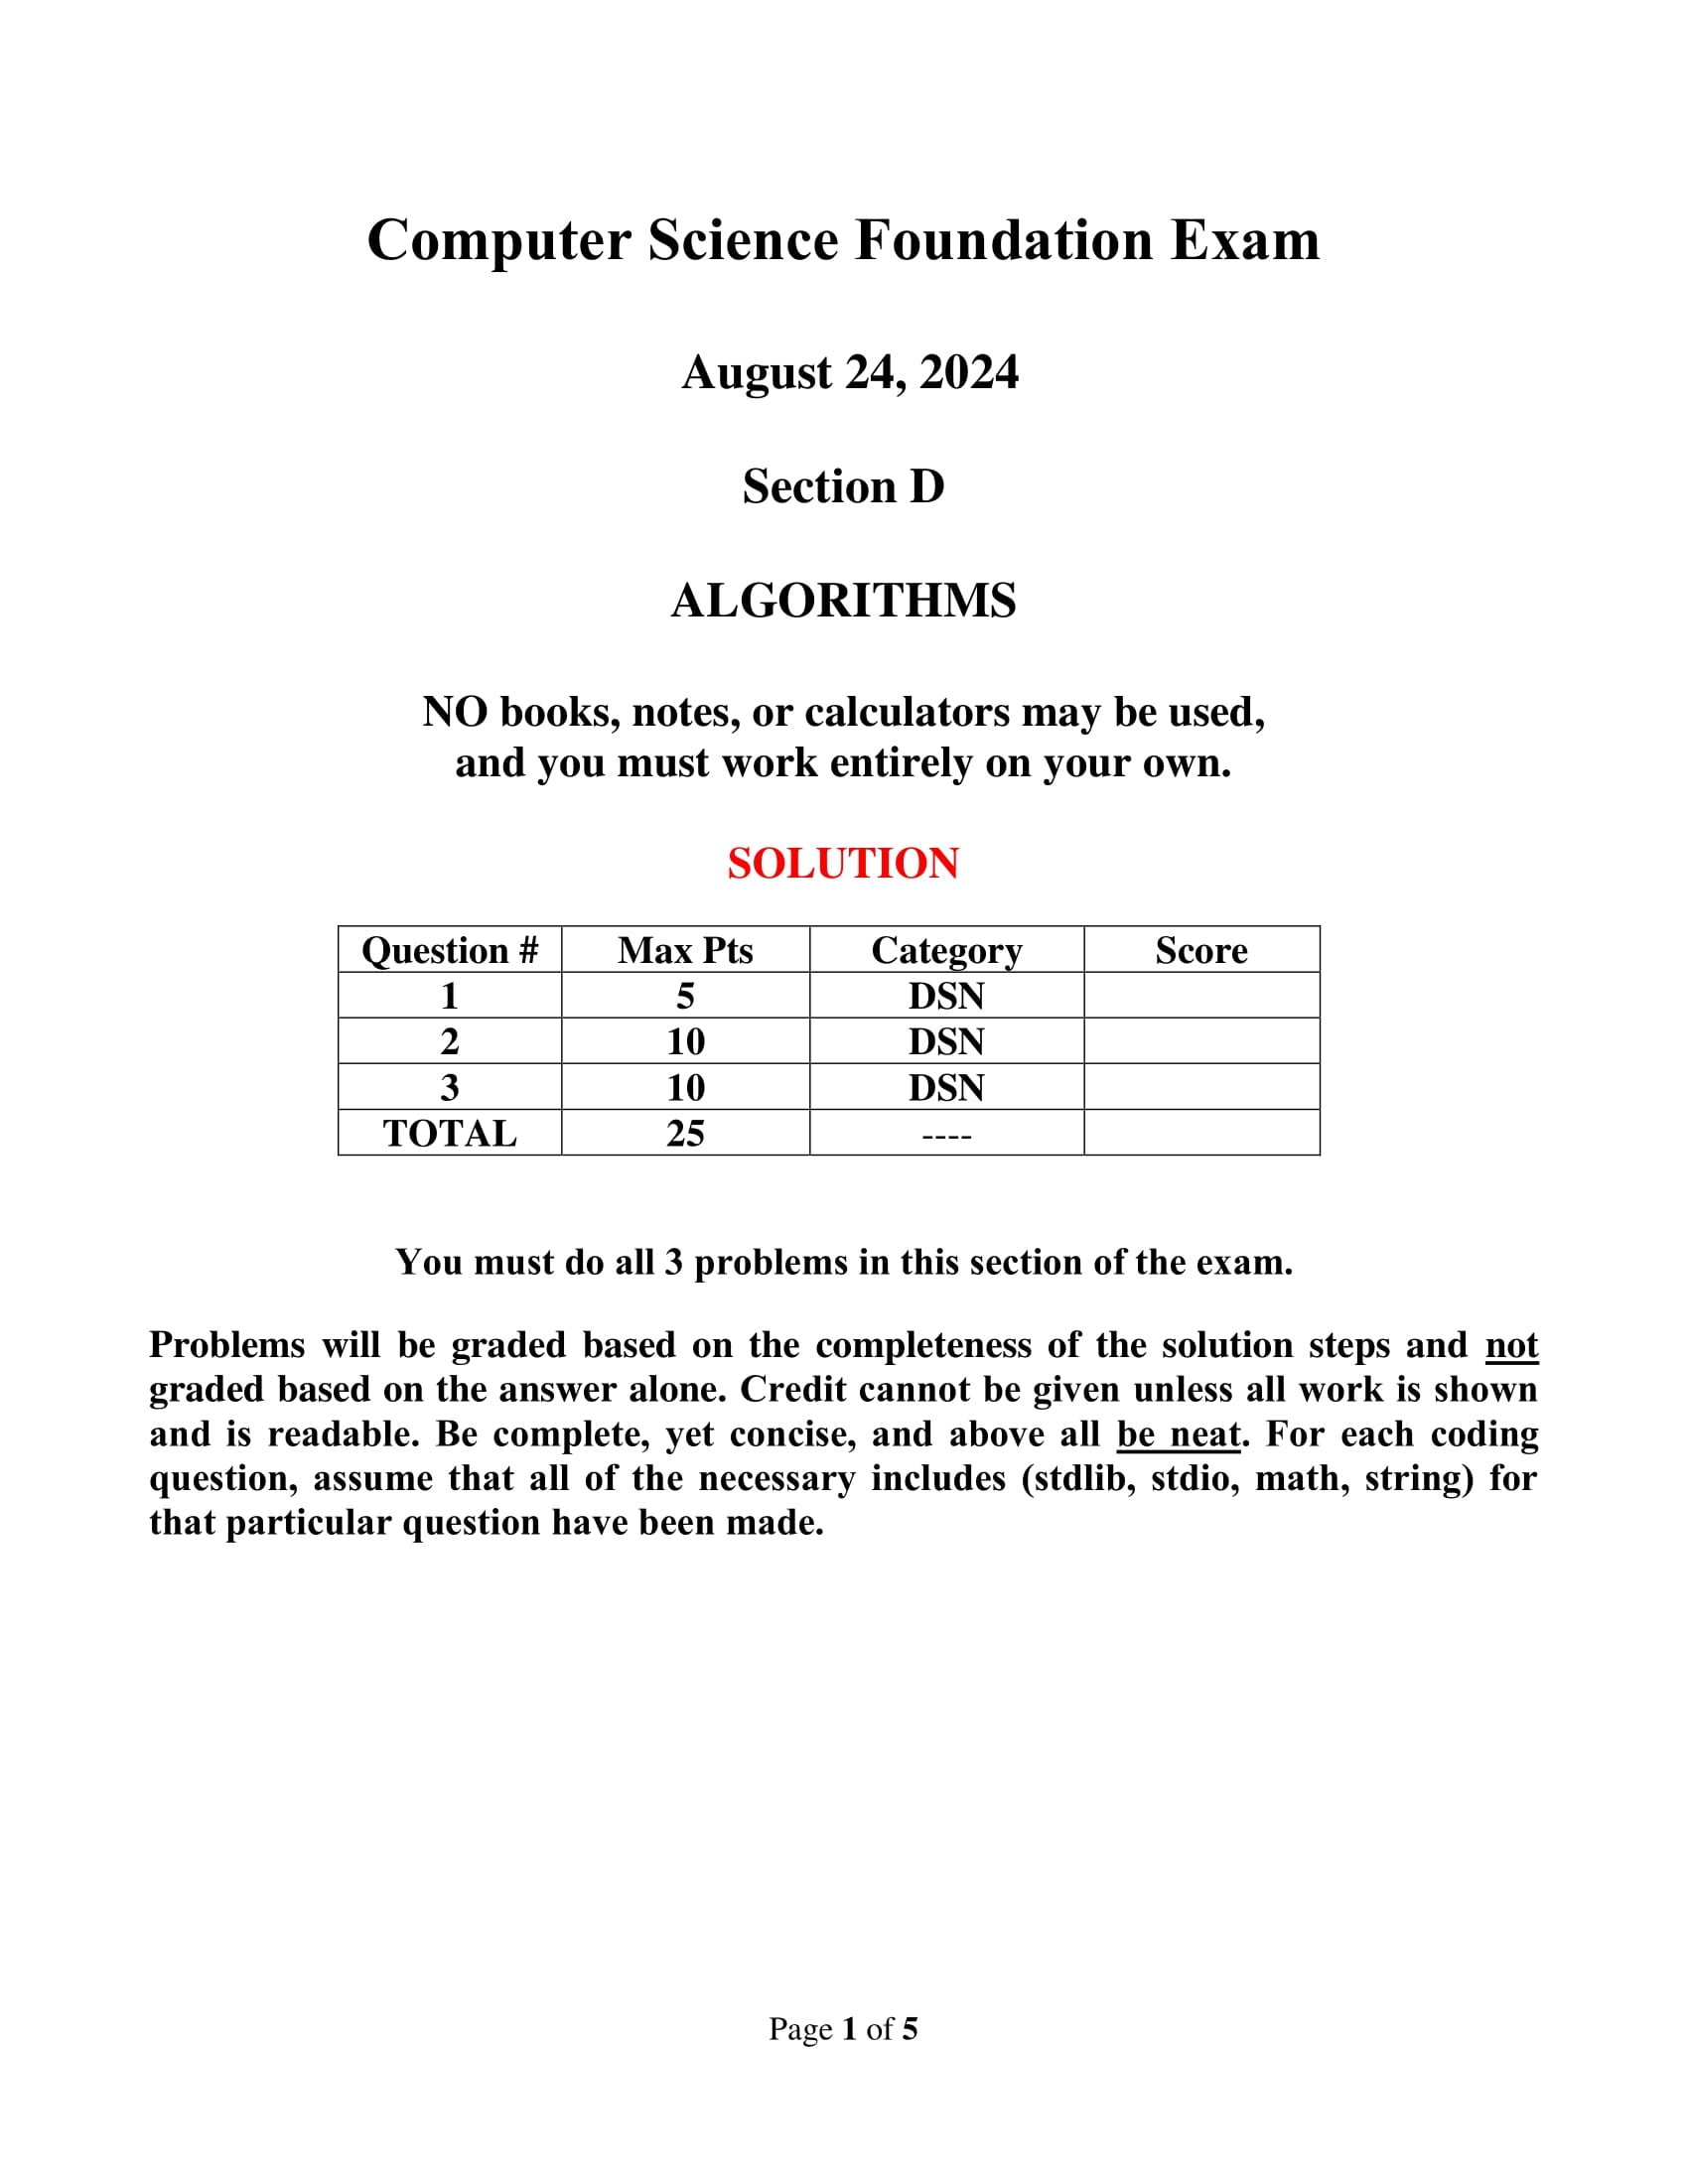 Computer Science Foundation Exam
August 24, 2024
Section D
ALGORITHMS
NO books, notes, or calculators may be used,
and you must work entirely on your own.
SOLUTION
Question # Max Pts Category Score
1 5 DSN
2 10 DSN
3 10 DSN
TOTAL 25 ----
You must do all 3 problems in this section of the exam.
Problems will be graded based on the completeness of the solution steps and not
graded based on the answer alone. Credit cannot be given unless all work is shown
and is readable. Be complete, yet concise, and above all be neat. For each coding
question, assume that all of the necessary includes (stdlib, stdio, math, string) for
that particular question have been made.
Page 1 of 5